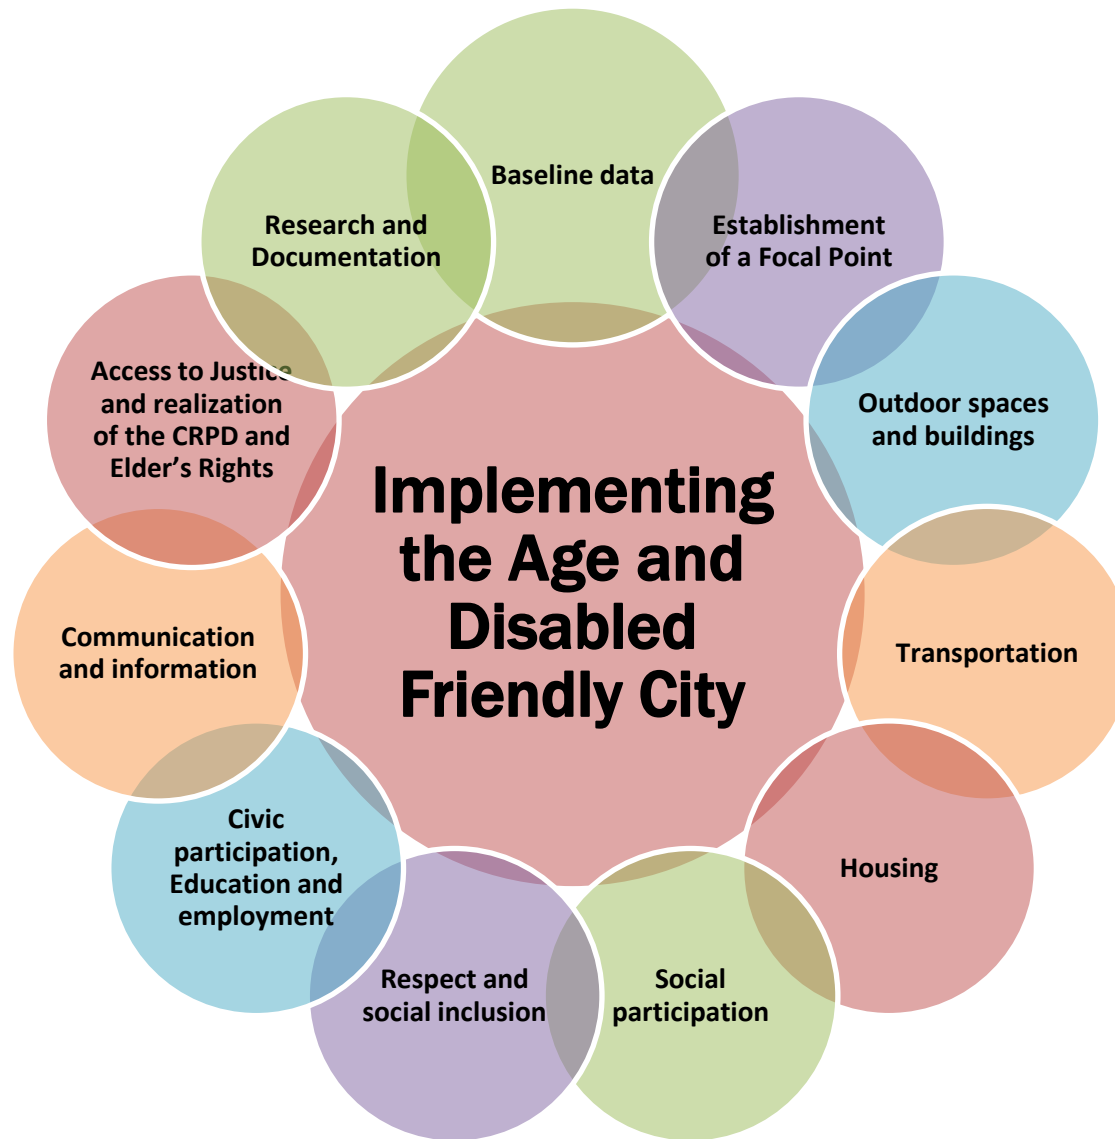 Baseline data
Establishment
of a Focal Point
Outdoor spaces
and buildings
Transportation
Housing
Social
participation
Respect and
social inclusion
Civic
participation,
Education and
employment
Communication
and information
Access to Justice
and realization
of the CRPD and
Elder’s Rights
Research and
Documentation
Implementing
the Age and
Disabled
Friendly City